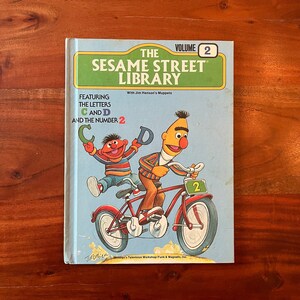 VOLUME 2
THE
SESAME STREET
LIBRARY
With Jim Henson's Muppets
FEATURING
THE LETTERS
C AND D
AND THE NUMBER 2
C
D
2